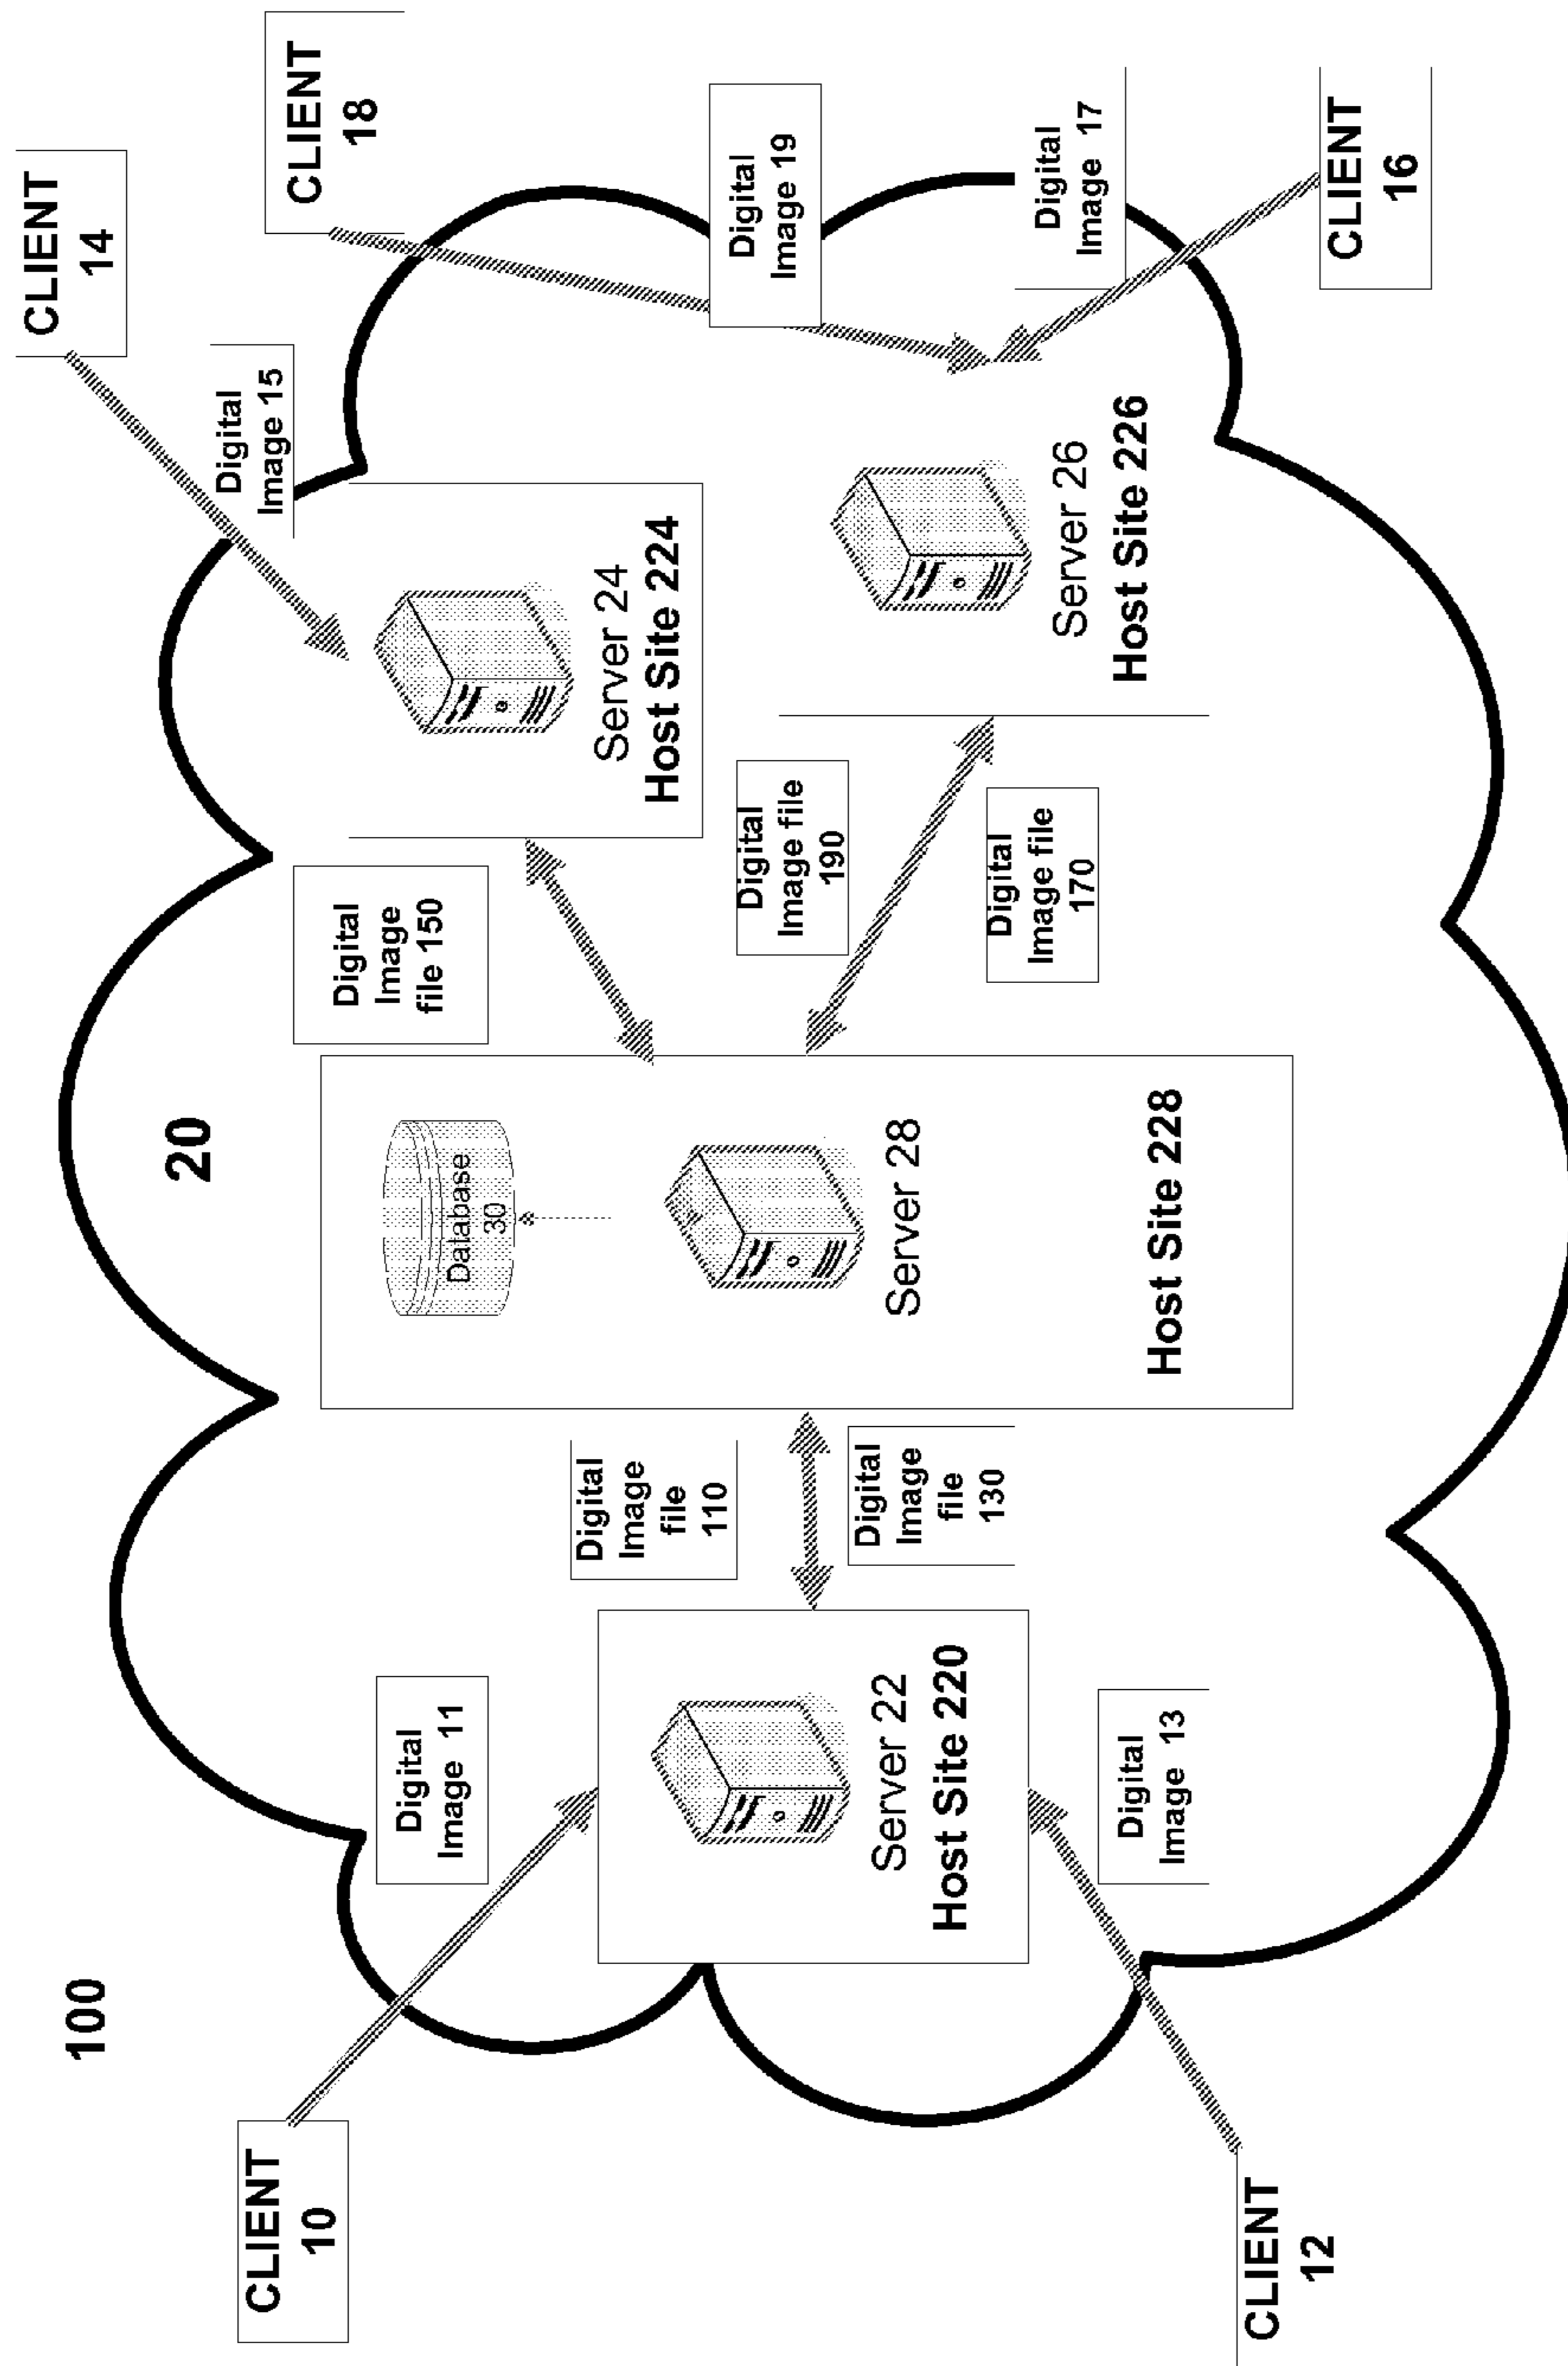 100
20
CLIENT
10
CLIENT
12
CLIENT
14
CLIENT
18
CLIENT
16
Digital
Image 11
Digital
Image 13
Digital
Image 15
Digital
Image 19
Digital
Image 17
Server 22
Host Site 220
Digital
Image
file
110
Digital
Image
file
130
Database
30
Server 28
Host Site 228
Digital
Image
file 150
Digital
Image file
190
Digital
Image file
170
Server 24
Host Site 224
Server 26
Host Site 226